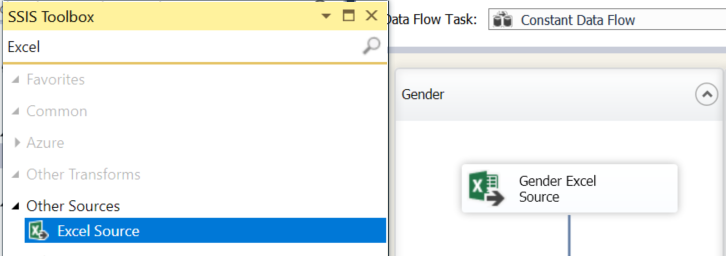 SSIS Toolbox
Data Flow Task: Constant Data Flow
Excel
Favorites
Common
Azure
Other Transforms
Other Sources
Excel Source
Gender
Gender Excel
Source